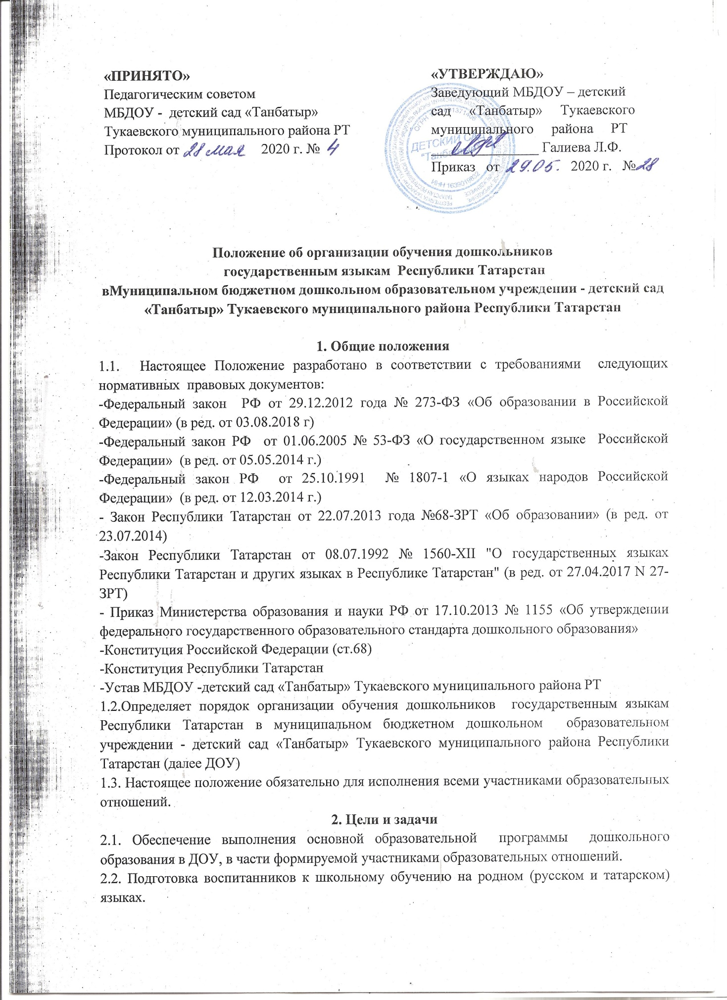 «ПРИНЯТО»
Педагогическим советом
МБДОУ - детский сад «Танбатыр»
Тукаевского муниципального района РТ
Протокол от 28 мая 2020 г. № 4
«УТВЕРЖДАЮ»
Заведующий МБДОУ – детский
сад «Танбатыр» Тукаевского
муниципального района РТ
________________ Галиева Л.Ф.
Приказ от 29.05. 2020 г. №28
ДЕТСКИЙ САД
"Танбатыр"
ИНН 1639019832
Положение об организации обучения дошкольников
государственным языкам Республики Татарстан
вМуниципальном бюджетном дошкольном образовательном учреждении - детский сад
«Танбатыр» Тукаевского муниципального района Республики Татарстан
1. Общие положения
1.1. Настоящее Положение разработано в соответствии с требованиями следующих
нормативных правовых документов:
-Федеральный закон РФ от 29.12.2012 года № 273-ФЗ «Об образовании в Российской
Федерации» (в ред. от 03.08.2018 г)
-Федеральный закон РФ от 01.06.2005 № 53-ФЗ «О государственном языке Российской
Федерации» (в ред. от 05.05.2014 г.)
-Федеральный закон РФ от 25.10.1991 № 1807-1 «О языках народов Российской
Федерации» (в ред. от 12.03.2014 г.)
- Закон Республики Татарстан от 22.07.2013 года №68-ЗРТ «Об образовании» (в ред. от
23.07.2014)
-Закон Республики Татарстан от 08.07.1992 № 1560-XII "О государственных языках
Республики Татарстан и других языках в Республике Татарстан" (в ред. от 27.04.2017 N 27-
ЗРТ)
- Приказ Министерства образования и науки РФ от 17.10.2013 № 1155 «Об утверждении
федерального государственного образовательного стандарта дошкольного образования»
-Конституция Российской Федерации (ст.68)
-Конституция Республики Татарстан
-Устав МБДОУ -детский сад «Танбатыр» Тукаевского муниципального района РТ
1.2.Определяет порядок организации обучения дошкольников государственным языкам
Республики Татарстан в муниципальном бюджетном дошкольном образовательном
учреждении - детский сад «Танбатыр» Тукаевского муниципального района Республики
Татарстан (далее ДОУ)
1.3. Настоящее положение обязательно для исполнения всеми участниками образовательных
отношений.
2. Цели и задачи
2.1. Обеспечение выполнения основной образовательной программы дошкольного
образования в ДОУ, в части формируемой участниками образовательных отношений.
2.2. Подготовка воспитанников к школьному обучению на родном (русском и татарском)
языках.